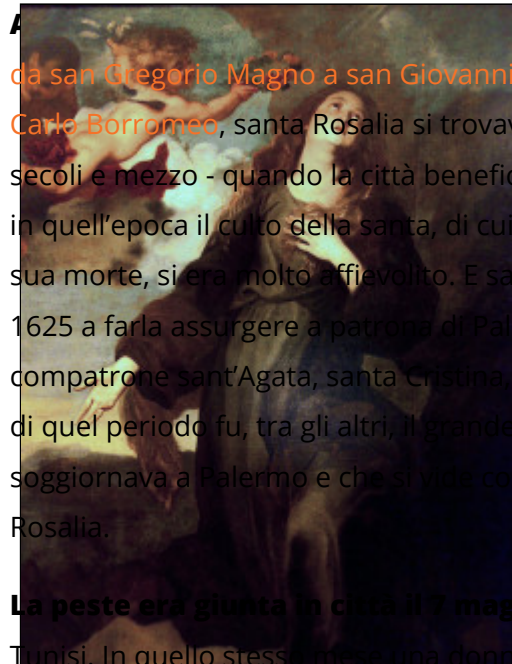 A
da san Gregorio Magno a san Giovanni
Carlo Borromeo, santa Rosalia si trovav
secoli e mezzo - quando la città benefic
in quell'epoca il culto della santa, di cui
sua morte, si era molto affievolito. E sa
1625 a farla assurgere a patrona di Pal
compatrone sant'Agata, santa Cristina
di quel periodo fu, tra gli altri, il grande
soggiornava a Palermo e che si vide co
Rosalia.
La peste era giunta in città il 7 mag
Tunisi. In quello stesso mese una donn